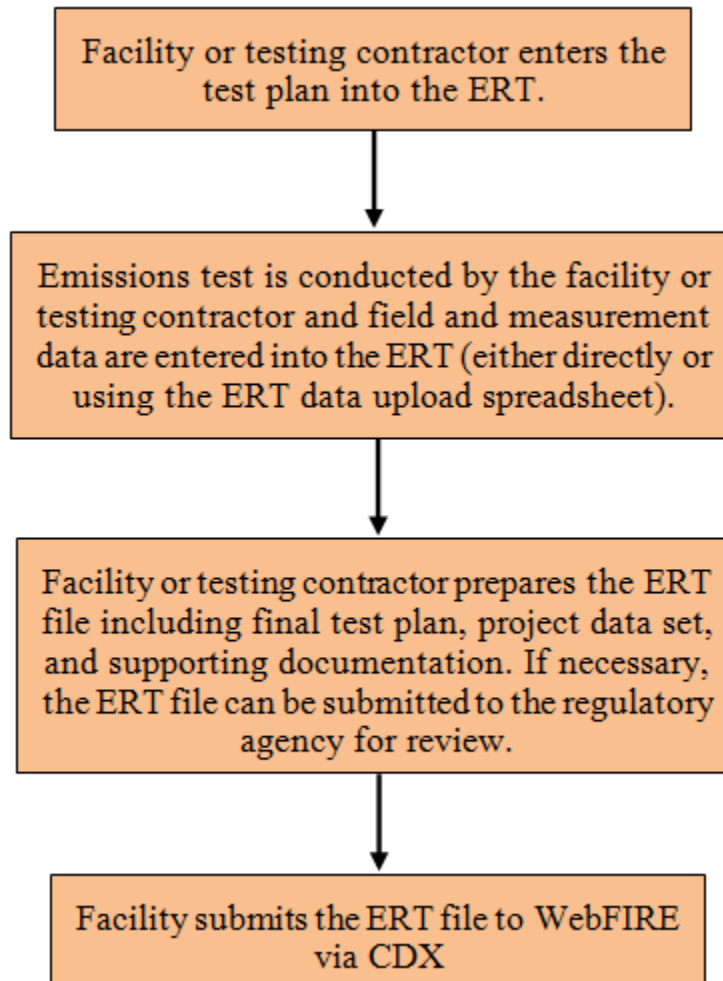 Facility or testing contractor enters the
test plan into the ERT.
Emissions test is conducted by the facility or
testing contractor and field and measurement
data are entered into the ERT (either directly or
using the ERT data upload spreadsheet).
Facility or testing contractor prepares the ERT
file including final test plan, project data set,
and supporting documentation. If necessary,
the ERT file can be submitted to the regulatory
agency for review.
Facility submits the ERT file to WebFIRE
via CDX